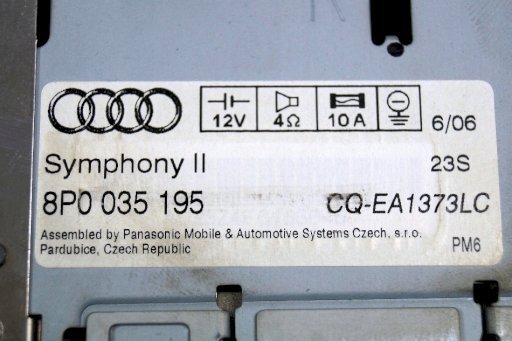 12V 4Ω 10A
6/06
Symphony II 23S
8P0 035 195 CQ-EA1373LC
Assembled by Panasonic Mobile & Automotive Systems Czech, s.r.o.
Pardubice, Czech Republic PM6